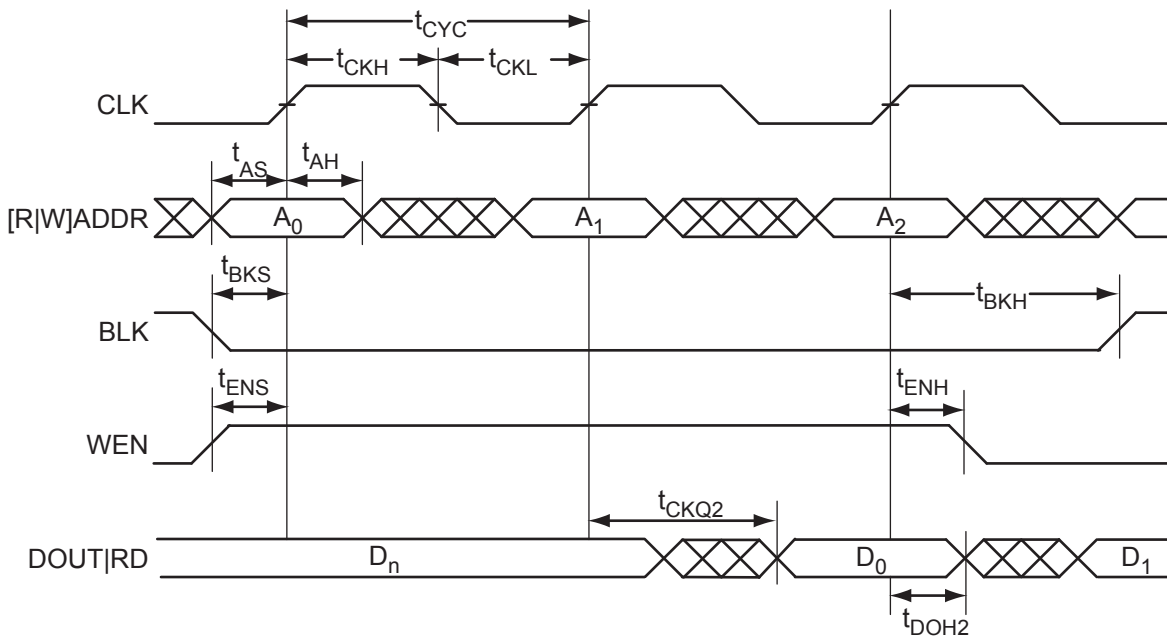 tCYC
tCKH tCKL
CLK
tAS tAH
[R|W]ADDR A0 A1 A2
tBKS tBKH
BLK
tENS tENH
WEN
tCKQ2
DOUT|RD Dn D0 D1
tDOH2